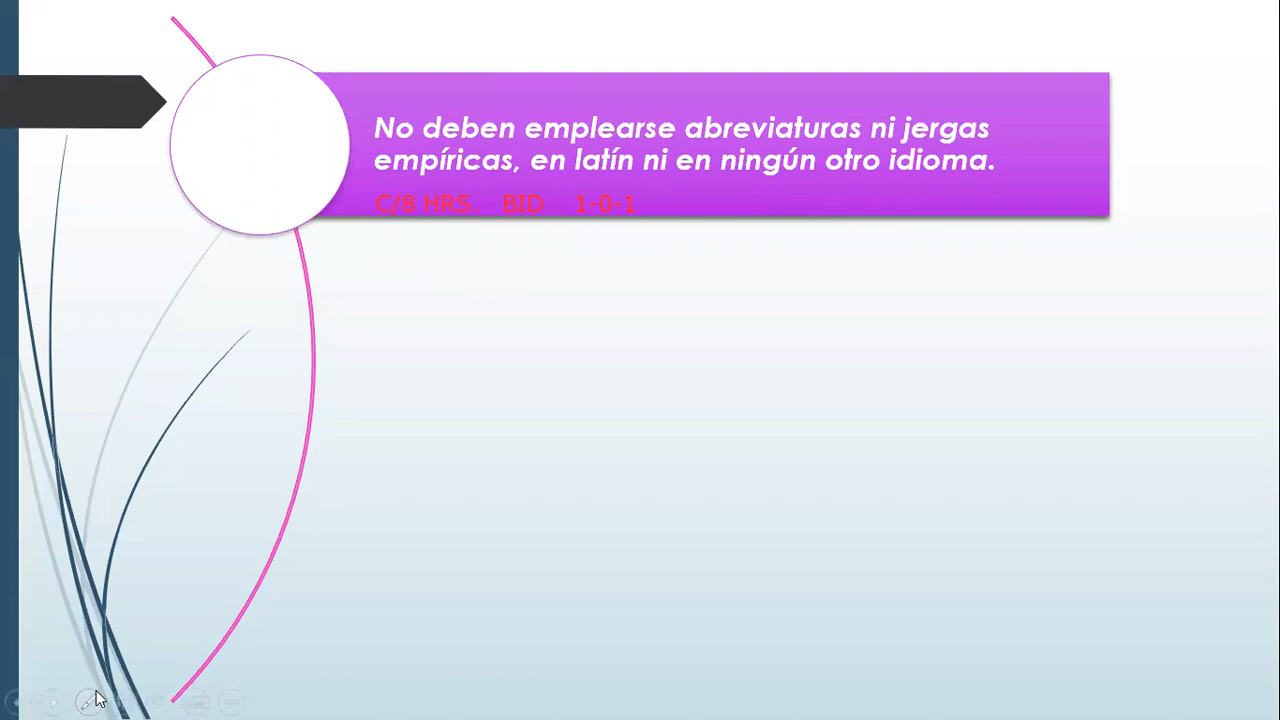 No deben emplearse abreviaturas ni jergas
empíricas, en latín ni en ningún otro idioma.
C/8 HRS. BID 1-0-1